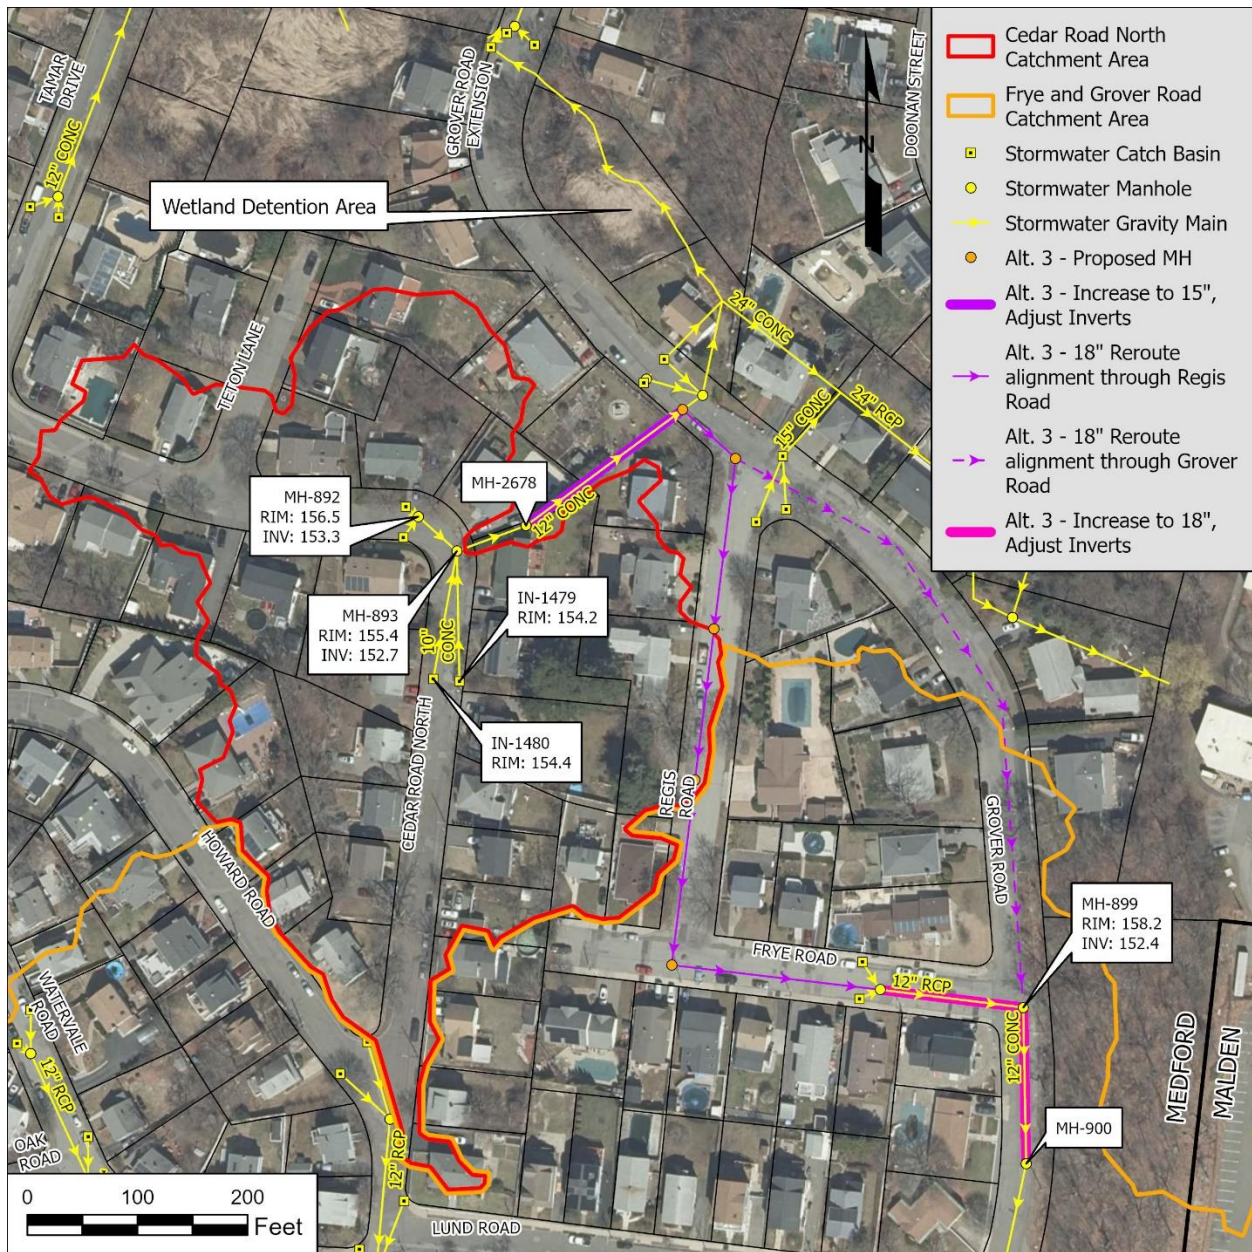 Cedar Road North
Catchment Area
Frye and Grover Road
Catchment Area
Stormwater Catch Basin
Stormwater Manhole
Stormwater Gravity Main
Alt. 3 - Proposed MH
Alt. 3 - Increase to 15",
Adjust Inverts
Alt. 3 - 18" Reroute
alignment through Regis
Road
Alt. 3 - 18" Reroute
alignment through Grover
Road
Alt. 3 - Increase to 18",
Adjust Inverts
TAMAR
DRIVE
12" CONC
GROVER ROAD
EXTENSION
DOONAN STREET
N
Wetland Detention Area
TETON LANE
24" CONC
24" RCP
15" CONC
MH-2678
12" CONC
MH-892
RIM: 156.5
INV: 153.3
MH-893
RIM: 155.4
INV: 152.7
10"
CONC
IN-1479
RIM: 154.2
IN-1480
RIM: 154.4
CEDAR ROAD NORTH
REGIS
ROAD
GROVER ROAD
HOWARD ROAD
MH-899
RIM: 158.2
INV: 152.4
FRYE ROAD
12" RCP
12" CONC
MH-900
MEDFORD
MALDEN
WATERVALE
ROAD
12" RCP
OAK
ROAD
12" RCP
LUND ROAD
0 100 200
Feet